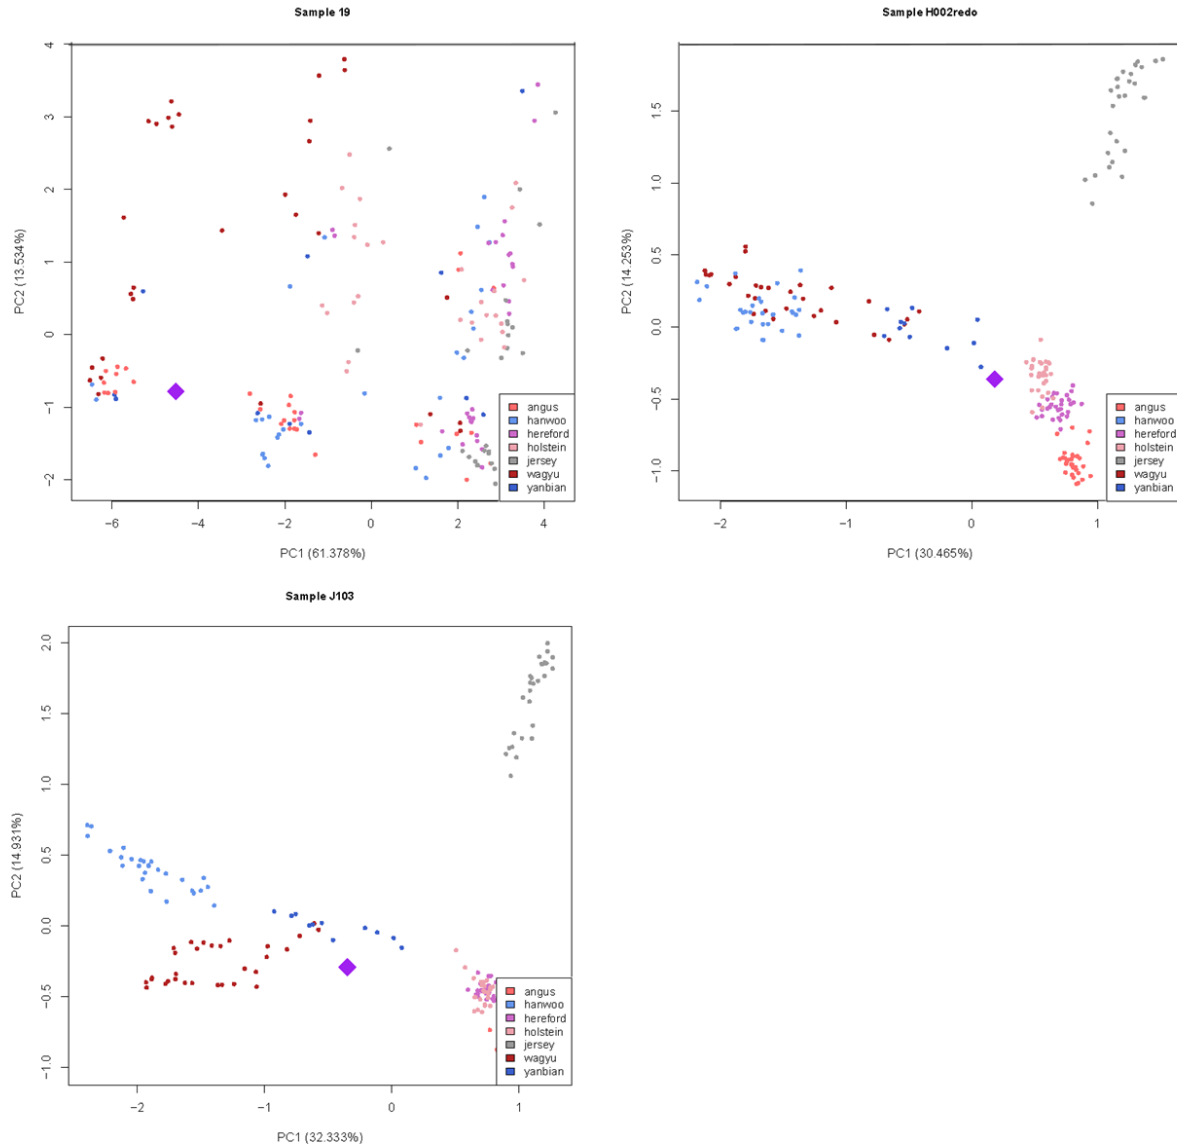 Sample 19
PC2 (13.534%)
4
3
2
1
0
−1
−2
−6
−4
−2
0
2
4
PC1 (61.378%)
angus
hanwoo
hereford
holstein
jersey
wagyu
yanbian
Sample H002redo
PC2 (14.253%)
1.5
1.0
0.5
0.0
−0.5
−1.0
−2
−1
0
1
PC1 (30.465%)
angus
hanwoo
hereford
holstein
jersey
wagyu
yanbian
Sample J103
PC2 (14.931%)
2.0
1.5
1.0
0.5
0.0
−0.5
−1.0
−2
−1
0
1
PC1 (32.333%)
angus
hanwoo
hereford
holstein
jersey
wagyu
yanbian